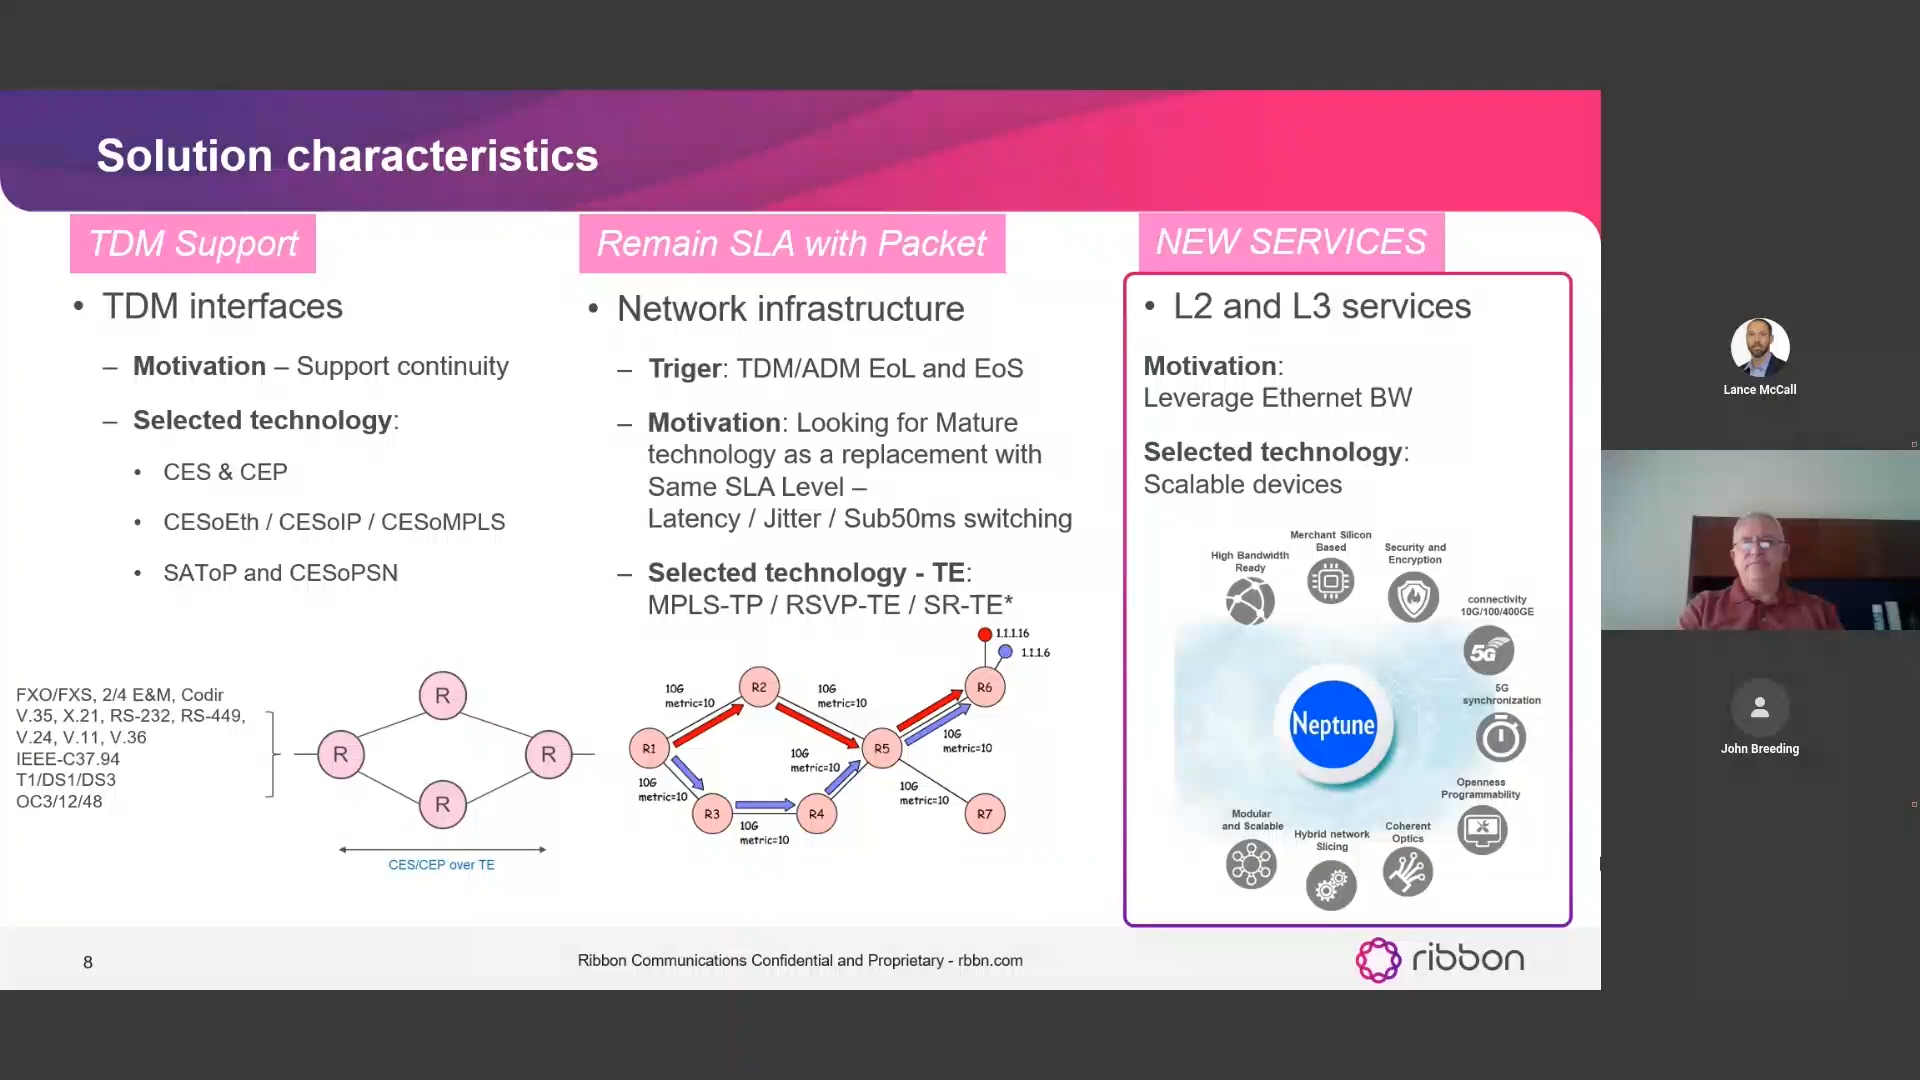 Solution characteristics
TDM Support
• TDM interfaces
– Motivation – Support continuity
– Selected technology:
• CES & CEP
• CESoEth / CESoIP / CESoMPLS
• SAToP and CESoPSN
FXO/FXS, 2/4 E&M, Codir
V.35, X.21, RS-232, RS-449,
V.24, V.11, V.36
IEEE-C37.94
T1/DS1/DS3
OC3/12/48
R
R
R
R
CES/CEP over TE
Remain SLA with Packet
• Network infrastructure
– Triger: TDM/ADM EoL and EoS
– Motivation: Looking for Mature
technology as a replacement with
Same SLA Level –
Latency / Jitter / Sub50ms switching
– Selected technology - TE:
MPLS-TP / RSVP-TE / SR-TE*
1.1.1.16
1.1.1.6
10G
metric=10
R2
10G
metric=10
R6
R1
10G
metric=10
R5
10G
metric=10
10G
metric=10
R3
10G
metric=10
R4
10G
metric=10
R7
NEW SERVICES
• L2 and L3 services
Motivation:
Leverage Ethernet BW
Selected technology:
Scalable devices
High Bandwidth
Ready
Merchant Silicon
Based
Security and
Encryption
connectivity
10G/100/400GE
5G
5G
synchronization
Neptune
Openness
Programmability
Modular
and Scalable
Hybrid network
Slicing
Coherent
Optics
8
Ribbon Communications Confidential and Proprietary - rbbn.com
ribbon
Lance McCall
John Breeding